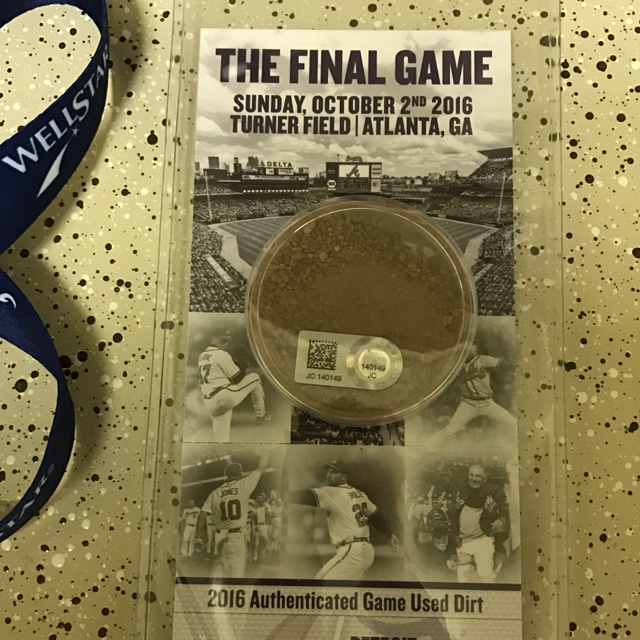 WELLSTAR
THE FINAL GAME
SUNDAY, OCTOBER 2ND 2016
TURNER FIELD | ATLANTA, GA
DELTA
JC 140149
140149
JC
JONES
10
2016 Authenticated Game Used Dirt
DETROIT